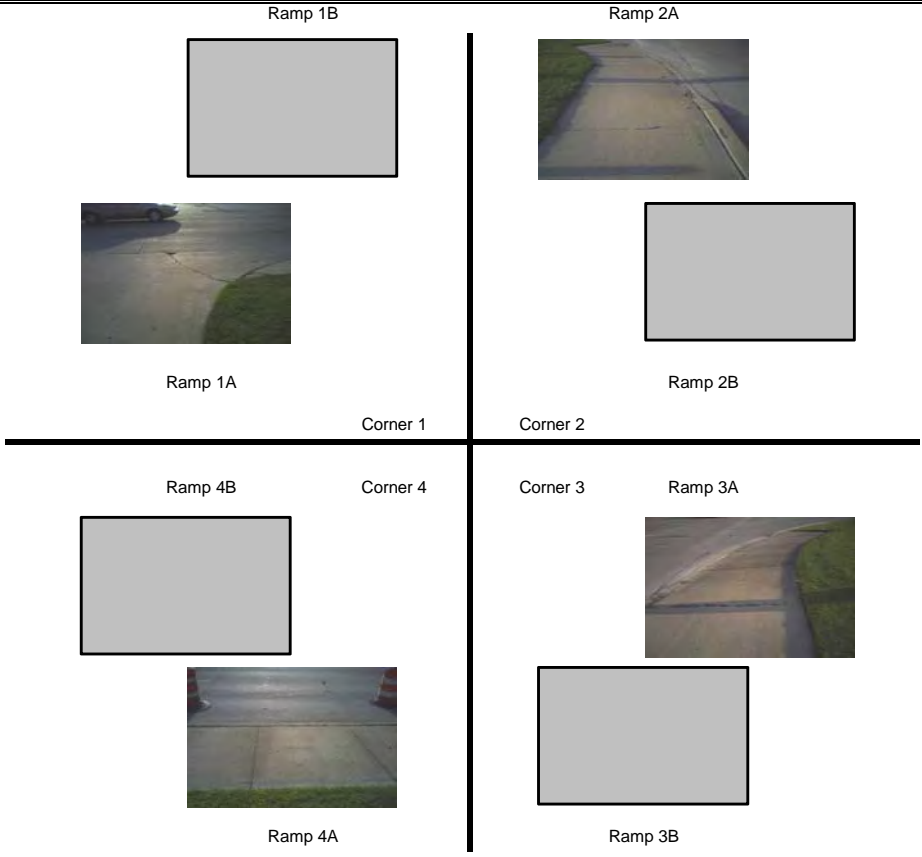 Ramp 1B
Ramp 2A
Ramp 1A
Ramp 2B
Corner 1
Corner 2
Ramp 4B
Corner 4
Corner 3
Ramp 3A
Ramp 4A
Ramp 3B